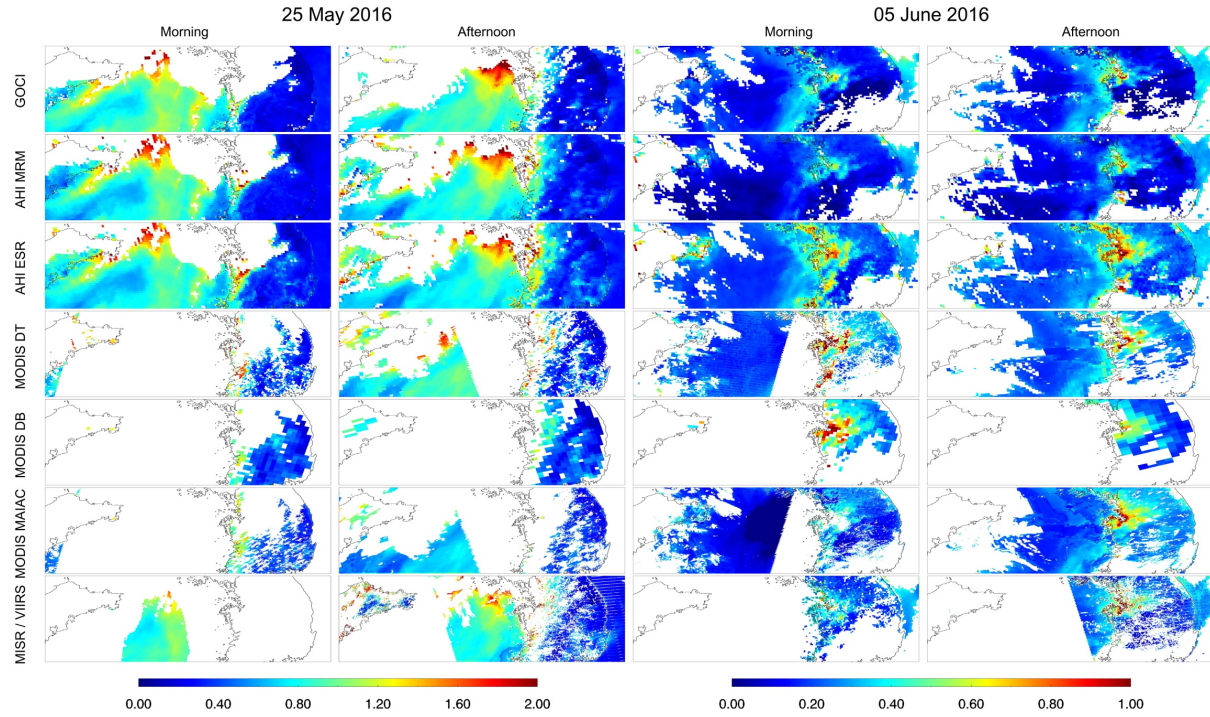 25 May 2016
05 June 2016
Morning
Afternoon
Morning
Afternoon
GOCI
AHI MRM
AHI ESR
MODIS DT
MODIS DB
MODIS MAIAC
MISR / VIIRS
0.00 0.40 0.80 1.20 1.60 2.00
0.00 0.20 0.40 0.60 0.80 1.00